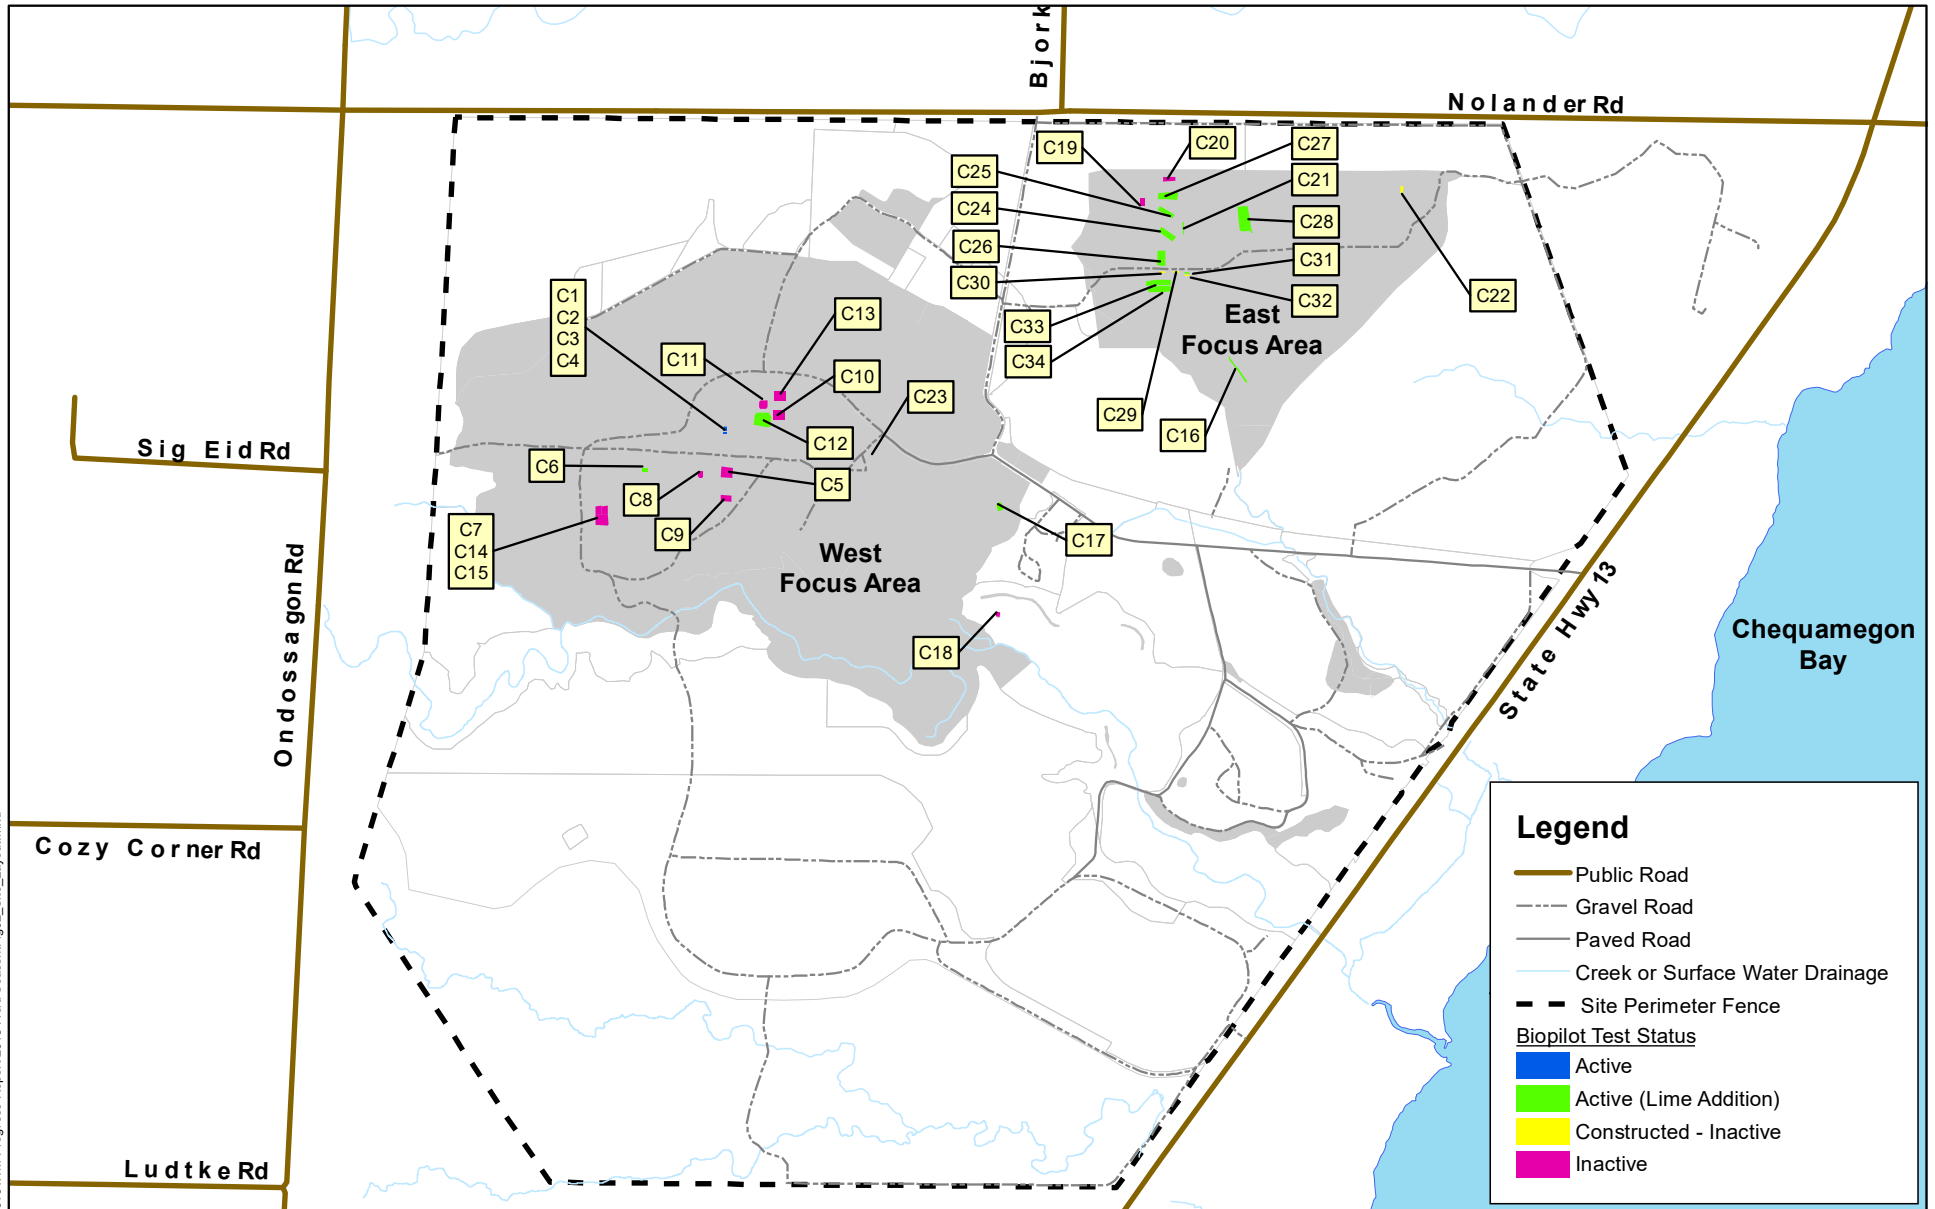 Bjork
Nolander Rd
C19
C20
C27
C25
C21
C24
C28
C26
C31
C30
C32
C22
C33
East
Focus Area
C34
C29
C16
C1
C2
C3
C4
C13
C11
C10
C23
C12
Sig Eid Rd
C6
C5
C8
C9
C7
C14
C15
C17
West
Focus Area
C18
Ondossagon Rd
State Hwy 13
Chequamegon
Bay
Cozy Corner Rd
Ludtke Rd
Legend
Public Road
Gravel Road
Paved Road
Creek or Surface Water Drainage
Site Perimeter Fence
Biopilot Test Status
Active
Active (Lime Addition)
Constructed - Inactive
Inactive